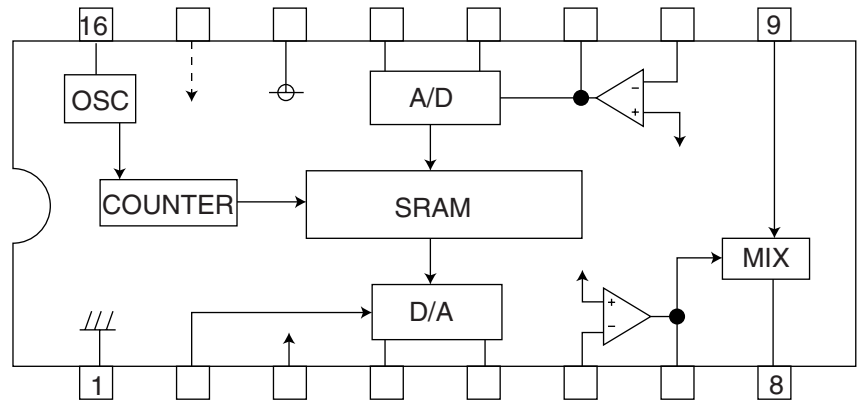 16
9
OSC
A/D
−
+
COUNTER
SRAM
MIX
D/A
+
−
1
8